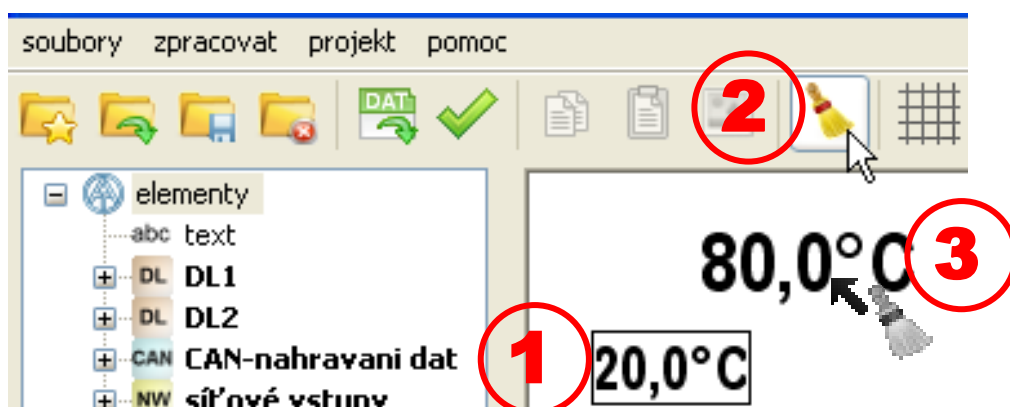 soubory zpracovat projekt pomoc
DAT
2
elementy
abc text
DL DL1
DL DL2
CAN CAN-nahravani dat
NW síťové vstupy
80,0°C
3
1
20,0°C